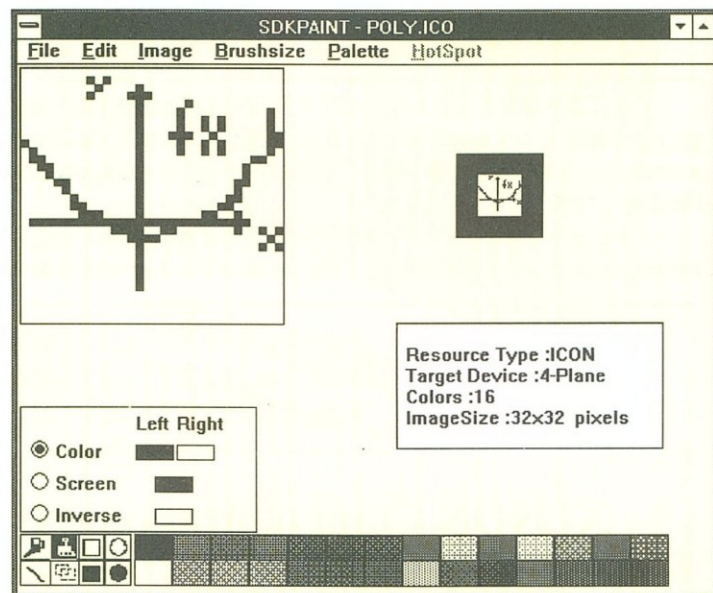 SDKPAINT - POLY.ICO
File Edit Image Brushsize Palette HotSpot
y
fx
x
Resource Type :ICON
Target Device :4-Plane
Colors :16
ImageSize :32x32 pixels
Left Right
Color
Screen
Inverse